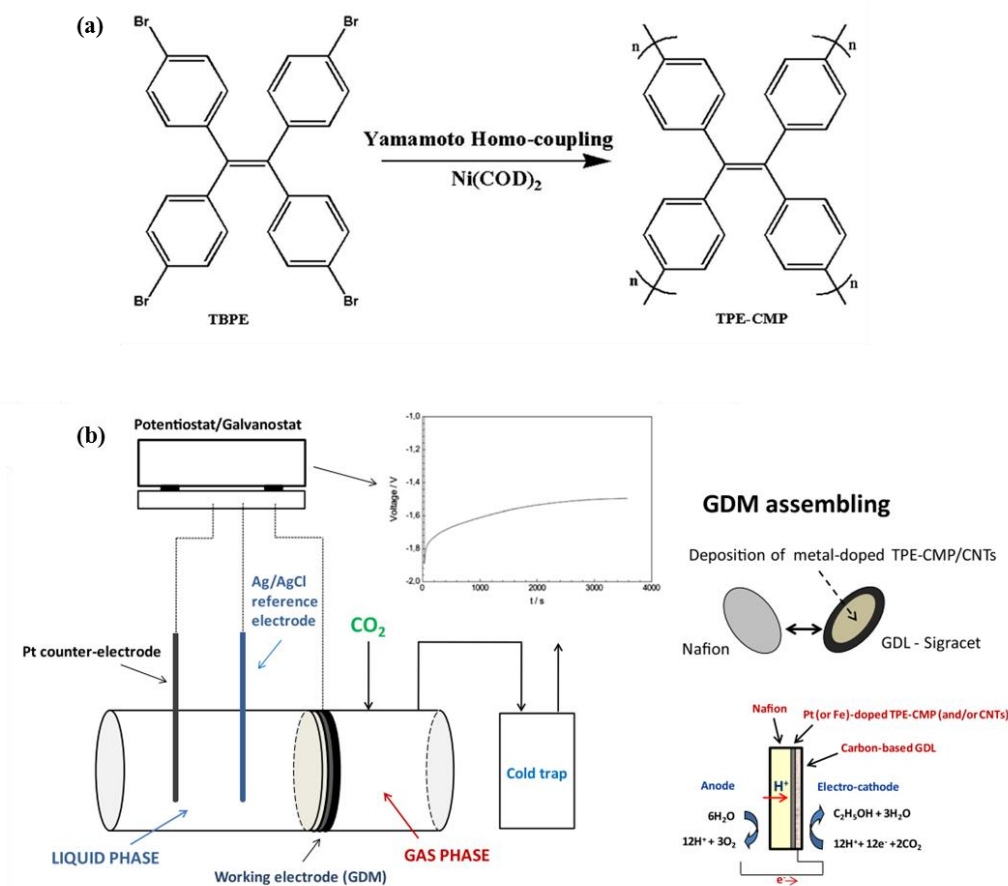 (a)
Br
Br
Br
Br
TBPE
Yamamoto Homo-coupling
Ni(COD)₂
n
n
n
n
TPE-CMP
(b)
Potentiostat/Galvanostat
Voltage / V
-1,0
-1,2
-1,4
-1,6
-1,8
-2,0
0
1000
2000
3000
4000
t / s
Pt counter-electrode
Ag/AgCl
reference
electrode
CO₂
Cold trap
LIQUID PHASE
GAS PHASE
Working electrode (GDM)
GDM assembling
Deposition of metal-doped TPE-CMP/CNTs
Nafion
GDL - Sigracet
Nafion
Pt (or Fe)-doped TPE-CMP (and/or CNTs)
Carbon-based GDL
Anode
H⁺
Electro-cathode
6H₂O
12H⁺ + 3O₂
C₂H₅OH + 3H₂O
12H⁺+ 12e⁻ +2CO₂
e⁻